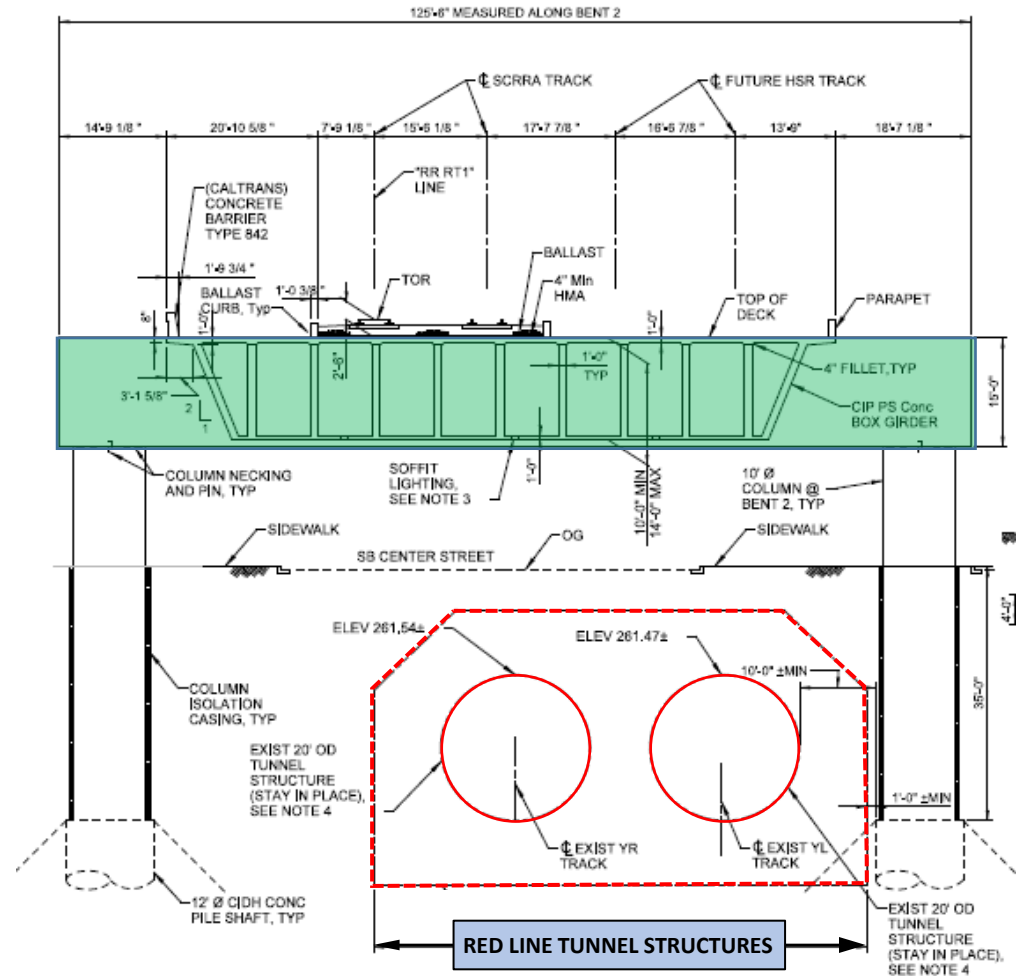 125'-6" MEASURED ALONG BENT 2
℄ SCRRA TRACK
℄ FUTURE HSR TRACK
14'-9 1/8 "
20'-10 5/8 "
7'-9 1/8 "
15'-6 1/8"
17'-7 7/8 "
16'-6 7/8 "
13'-9"
18'-7 1/8 "
"RR RT1"
LINE
(CALTRANS)
CONCRETE
BARRIER
TYPE 842
1'-9 3/4 "
BALLAST
CURB, Typ
1'-0 3/8 "
TOR
BALLAST
4" Min
HMA
TOP OF
DECK
PARAPET
8"
1'-0"
1'-0"
2'-6"
1'-0"
TYP
4" FILLET,TYP
CIP PS Conc
BOX GIRDER
15'-0"
3'-1 5/8"
2
1
COLUMN NECKING
AND PIN, TYP
SOFFIT
LIGHTING,
SEE NOTE 3
1'-0"
10'-0" MIN
14'-0" MAX
10' Ø
COLUMN @
BENT 2, TYP
SIDEWALK
SB CENTER STREET
OG
SIDEWALK
4'-0"
ELEV 261.54±
ELEV 261.47±
10'-0" ±MIN
35'-0"
COLUMN
ISOLATION
CASING, TYP
EXIST 20' OD
TUNNEL
STRUCTURE
(STAY IN PLACE),
SEE NOTE 4
1'-0" ±MIN
℄ EXIST YR
TRACK
℄ EXIST YL
TRACK
12' Ø CIDH CONC
PILE SHAFT, TYP
EXIST 20' OD
TUNNEL
STRUCTURE
(STAY IN PLACE),
SEE NOTE 4
RED LINE TUNNEL STRUCTURES